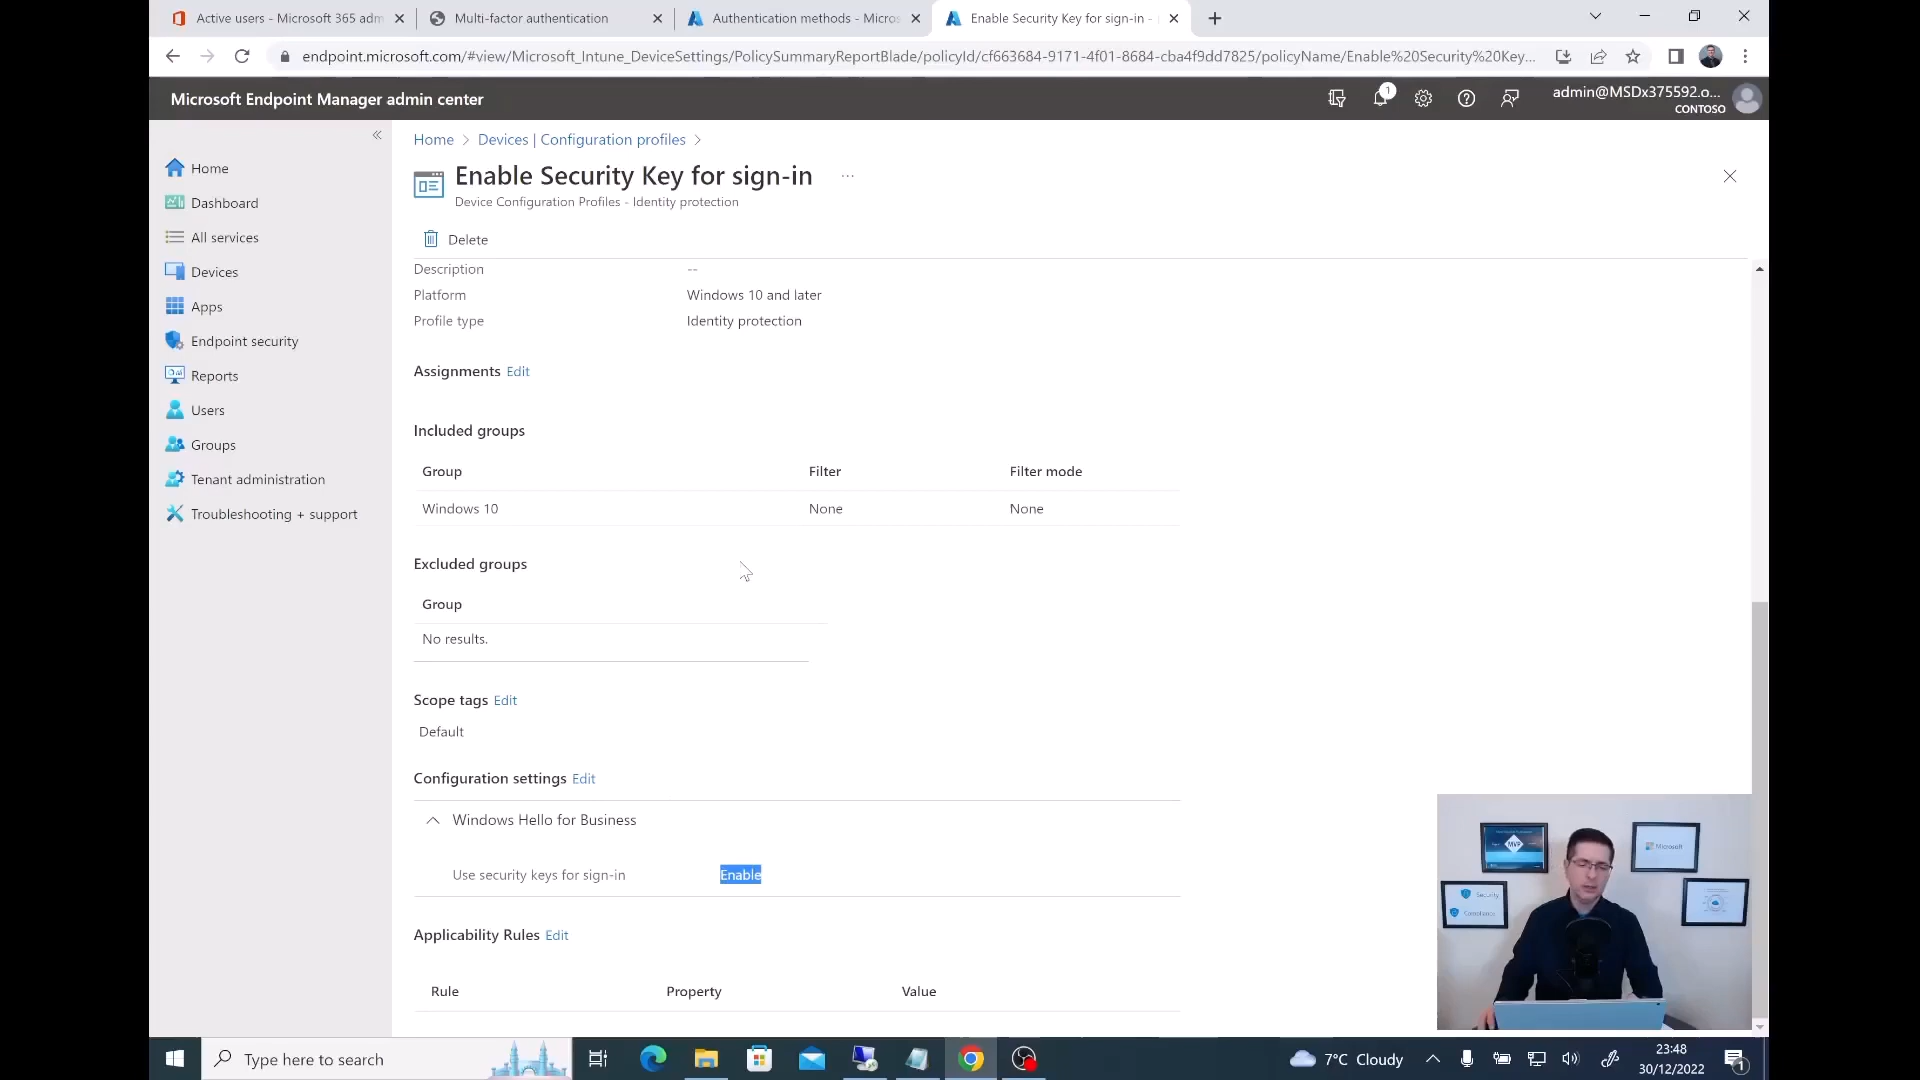 Active users - Microsoft 365 adm
Multi-factor authentication
Authentication methods - Micros
Enable Security Key for sign-in -
endpoint.microsoft.com/#view/Microsoft_Intune_DeviceSettings/PolicySummaryReportBlade/policyId/cf663684-9171-4f01-8684-cba4f9dd7825/policyName/Enable%20Security%20Key...
Microsoft Endpoint Manager admin center
1
admin@MSDx375592.o...
CONTOSO
Home > Devices | Configuration profiles >
Enable Security Key for sign-in ...
Device Configuration Profiles - Identity protection
Delete
Home
Dashboard
All services
Devices
Apps
Endpoint security
Reports
Users
Groups
Tenant administration
Troubleshooting + support
Description --
Platform Windows 10 and later
Profile type Identity protection
Assignments Edit
Included groups
Group Filter Filter mode
Windows 10 None None
Excluded groups
Group
No results.
Scope tags Edit
Default
Configuration settings Edit
Windows Hello for Business
Use security keys for sign-in Enable
Applicability Rules Edit
Rule Property Value
MVP
Microsoft
Security
Compliance
Type here to search
7°C Cloudy
23:48
30/12/2022
1